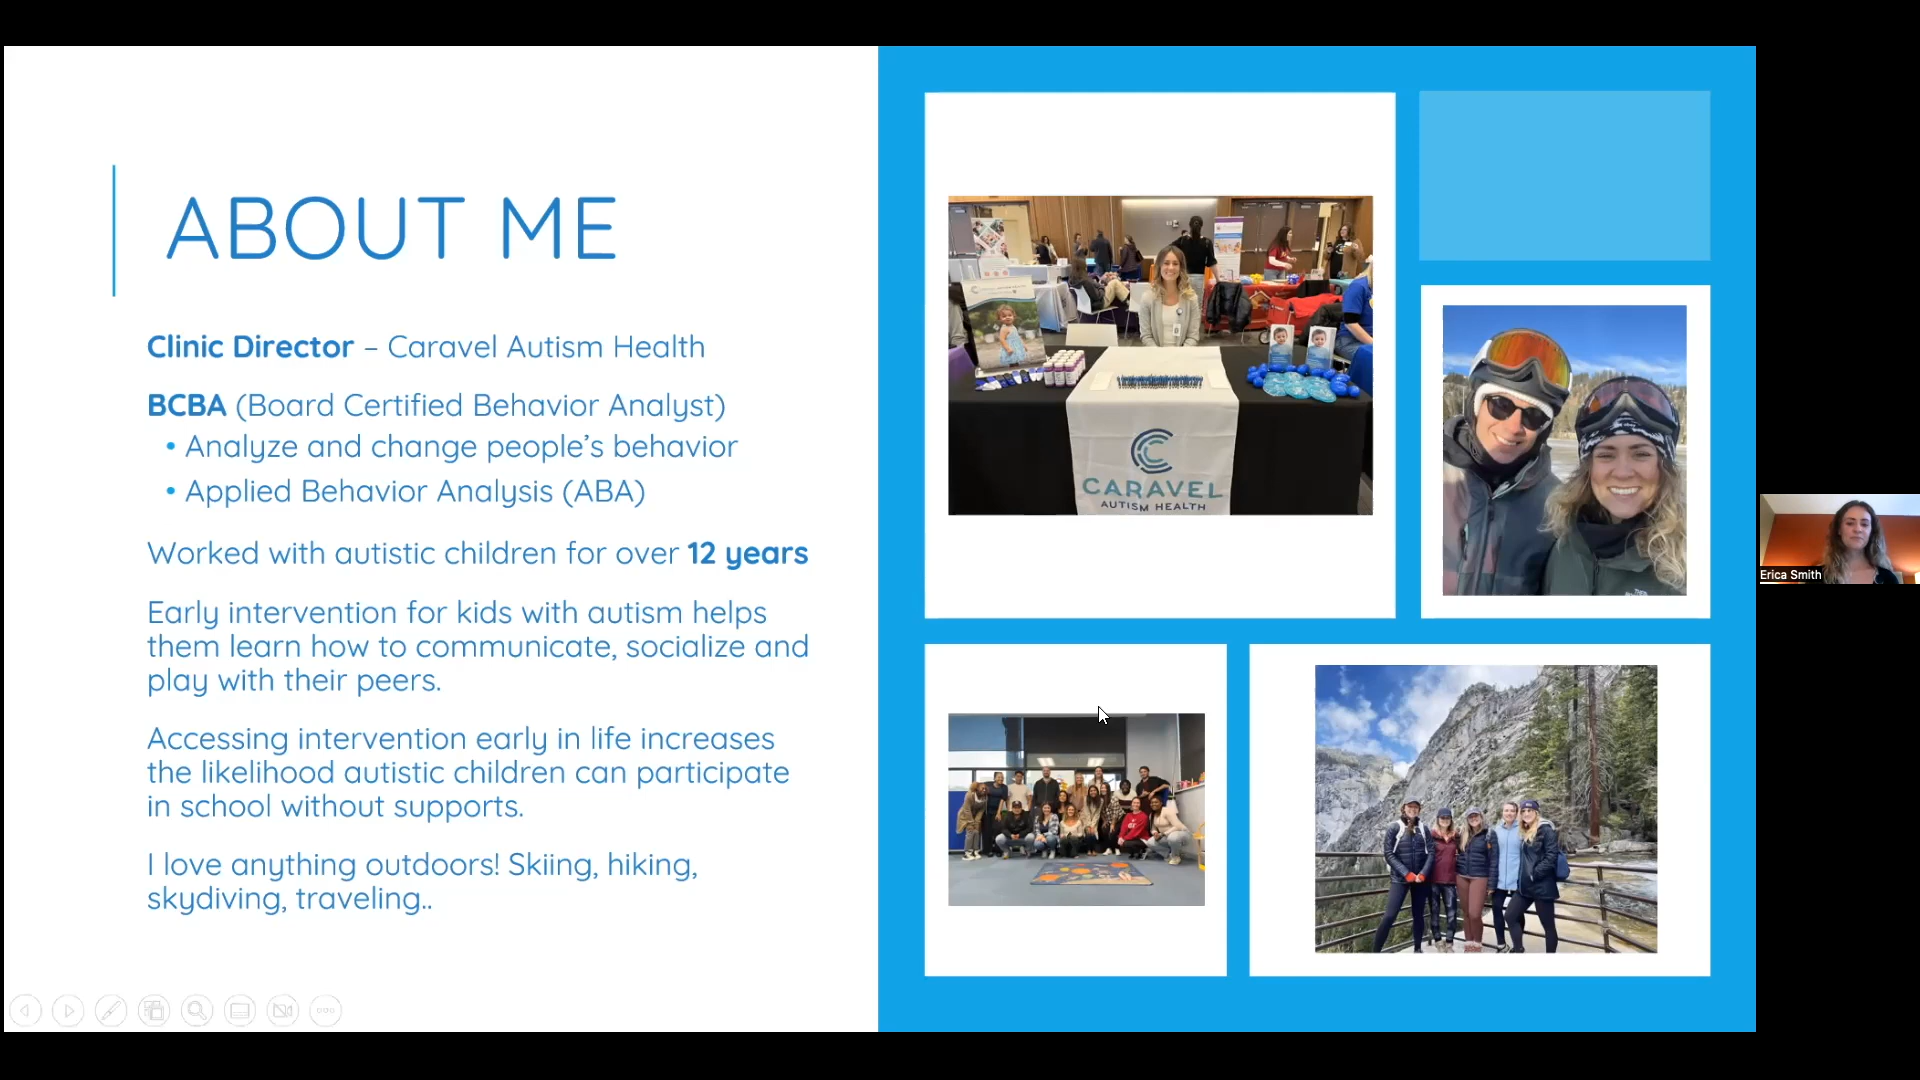 ABOUT ME
Clinic Director – Caravel Autism Health
BCBA (Board Certified Behavior Analyst)
• Analyze and change people's behavior
• Applied Behavior Analysis (ABA)
Worked with autistic children for over 12 years
Early intervention for kids with autism helps
them learn how to communicate, socialize and
play with their peers.
Accessing intervention early in life increases
the likelihood autistic children can participate
in school without supports.
I love anything outdoors! Skiing, hiking,
skydiving, traveling..
CARAVEL
AUTISM HEALTH
Erica Smith